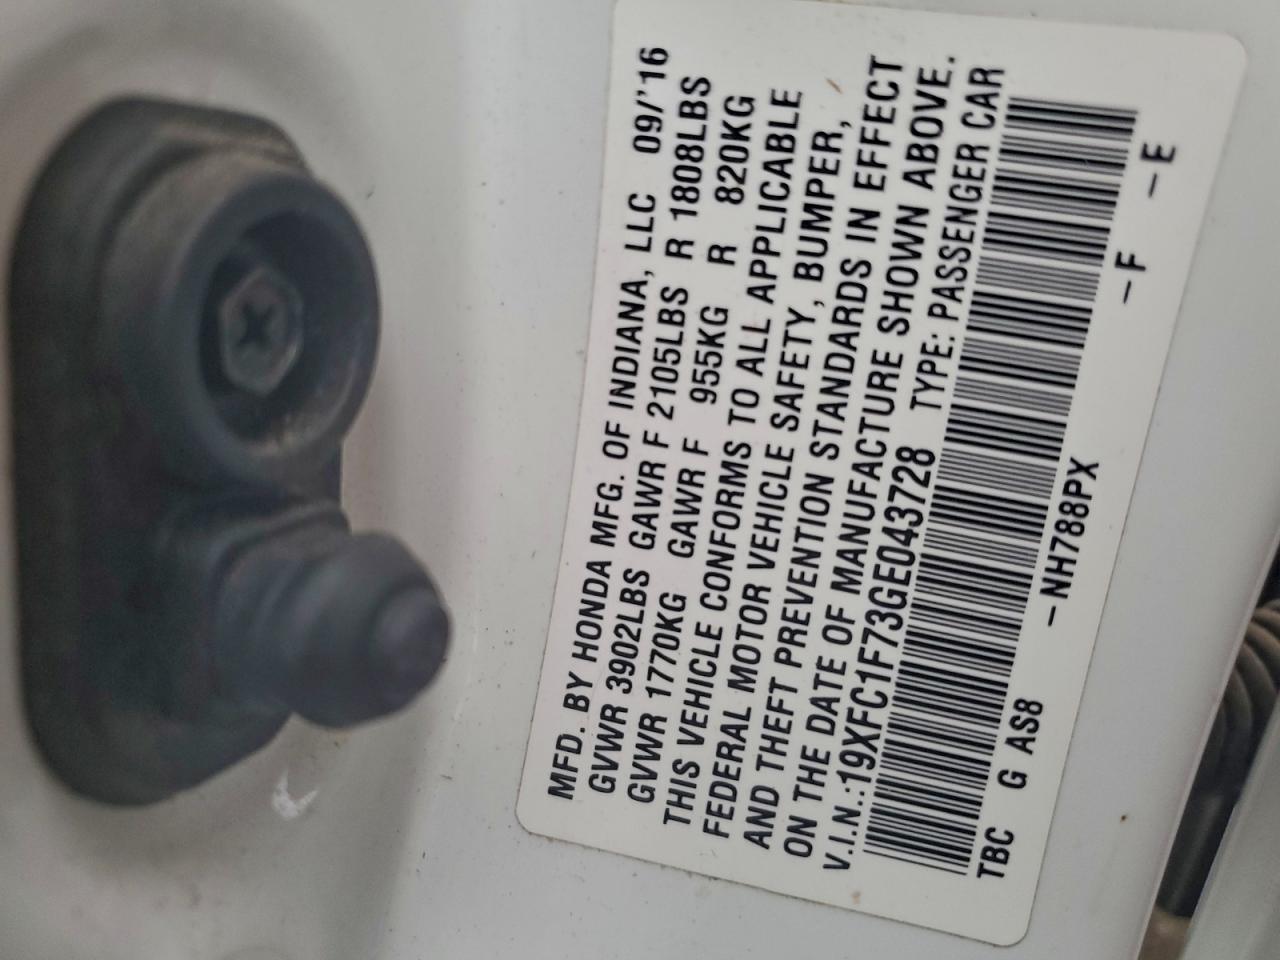 MFD. BY HONDA MFG. OF INDIANA, LLC 09/'16
GVWR 3902LBS GAWR F 2105LBS R 1808LBS
GVWR 1770KG GAWR F 955KG R 820KG
THIS VEHICLE CONFORMS TO ALL APPLICABLE
FEDERAL MOTOR VEHICLE SAFETY, BUMPER,
AND THEFT PREVENTION STANDARDS IN EFFECT
ON THE DATE OF MANUFACTURE SHOWN ABOVE.
V.I.N.:19XFC1F73GE043728 TYPE: PASSENGER CAR
TBC G AS8 –NH788PX –F –E